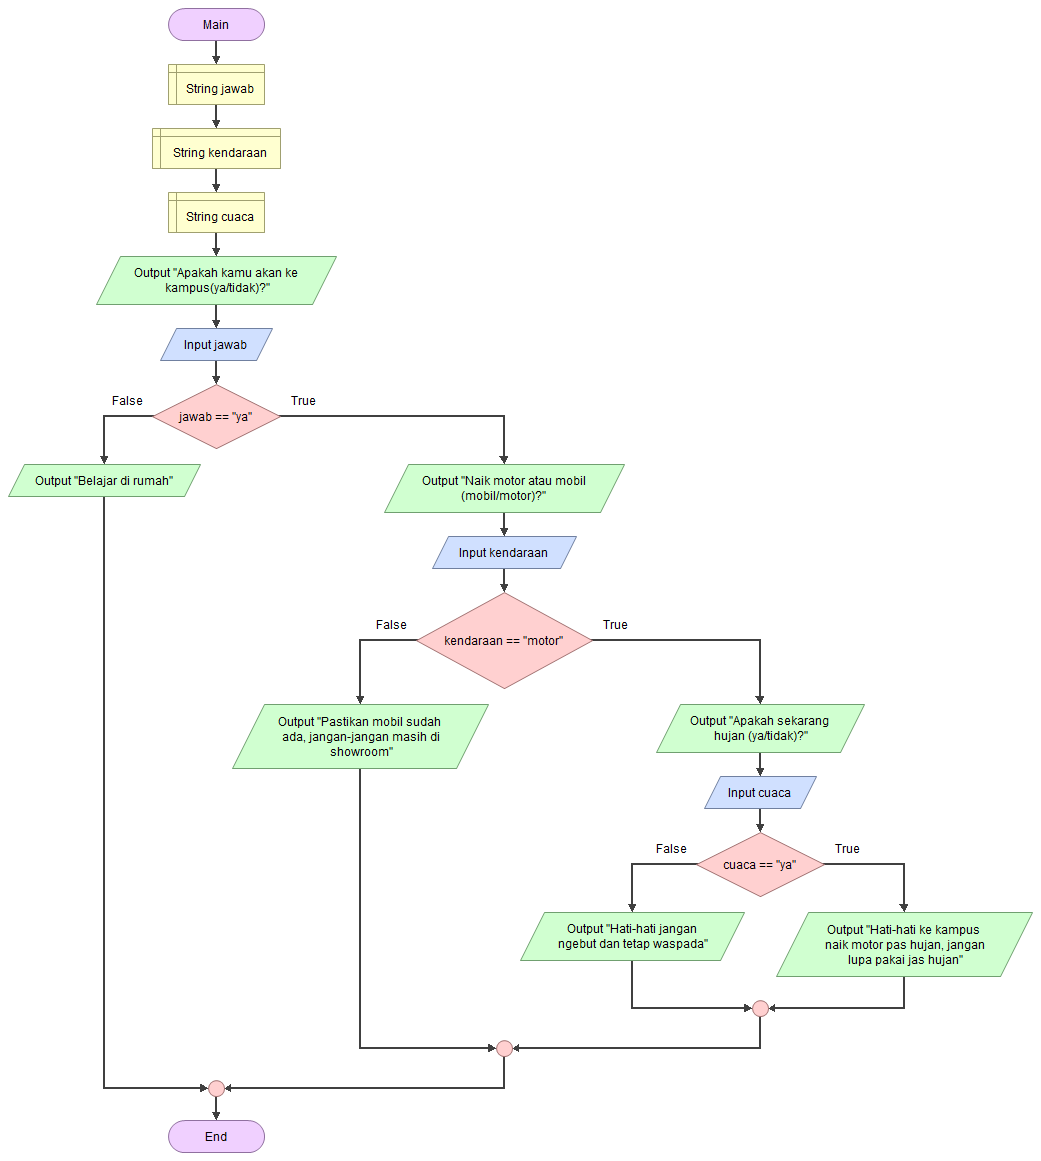 Main
String jawab
String kendaraan
String cuaca
Output "Apakah kamu akan ke
kampus(ya/tidak)?"
Input jawab
False
True
jawab == "ya"
Output "Belajar di rumah"
Output "Naik motor atau mobil
(mobil/motor)?"
Input kendaraan
False
True
kendaraan == "motor"
Output "Pastikan mobil sudah
ada, jangan-jangan masih di
showroom"
Output "Apakah sekarang
hujan (ya/tidak)?"
Input cuaca
False
True
cuaca == "ya"
Output "Hati-hati jangan
ngebut dan tetap waspada"
Output "Hati-hati ke kampus
naik motor pas hujan, jangan
lupa pakai jas hujan"
End